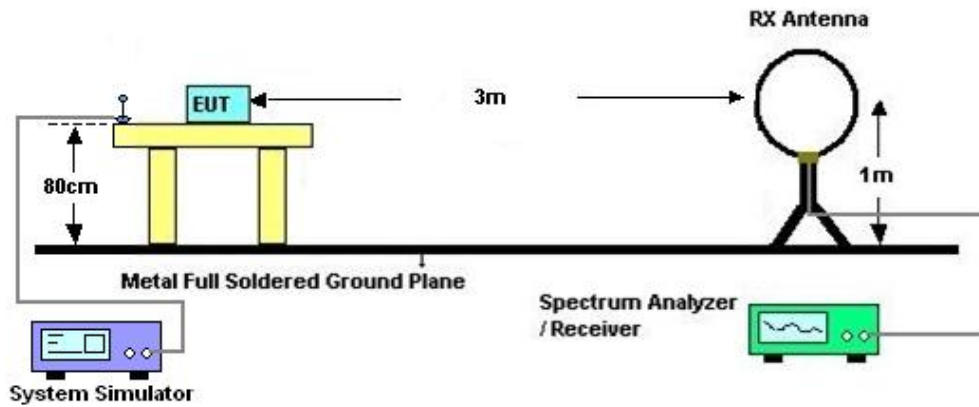 RX Antenna
EUT
3m
80cm
1m
Metal Full Soldered Ground Plane
Spectrum Analyzer
/ Receiver
System Simulator